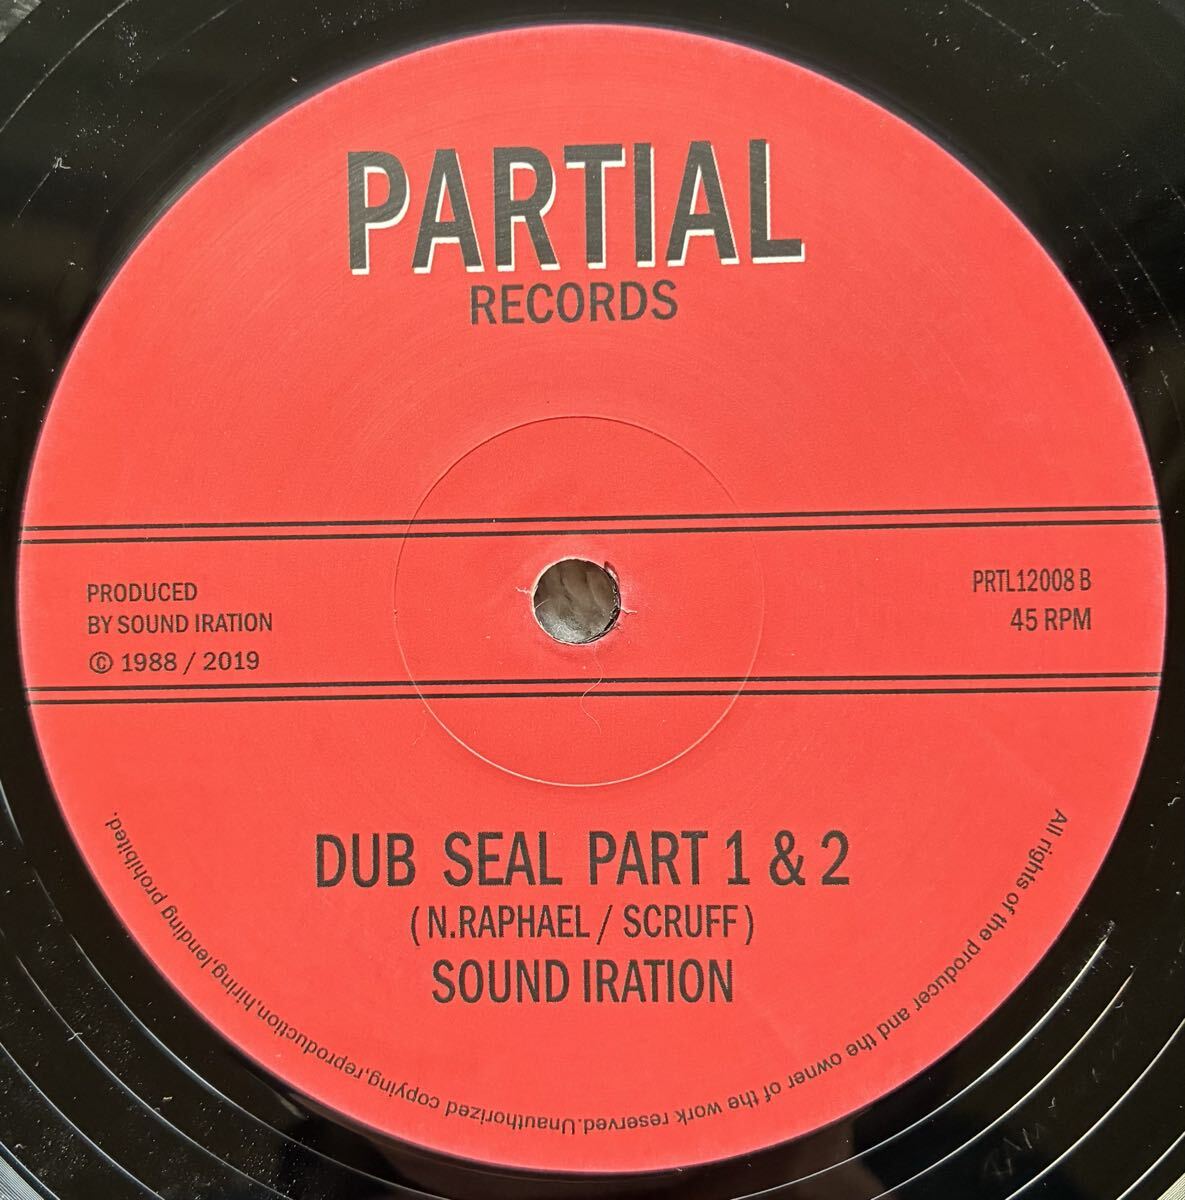 PARTIAL
RECORDS
PRODUCED
BY SOUND IRATION
© 1988 / 2019
PRTL12008 B
45 RPM
DUB SEAL PART 1 & 2
( N.RAPHAEL / SCRUFF )
SOUND IRATION
All rights of the producer and the owner of the work reserved.Unauthorized copying,reproduction,hiring,lending prohibited.